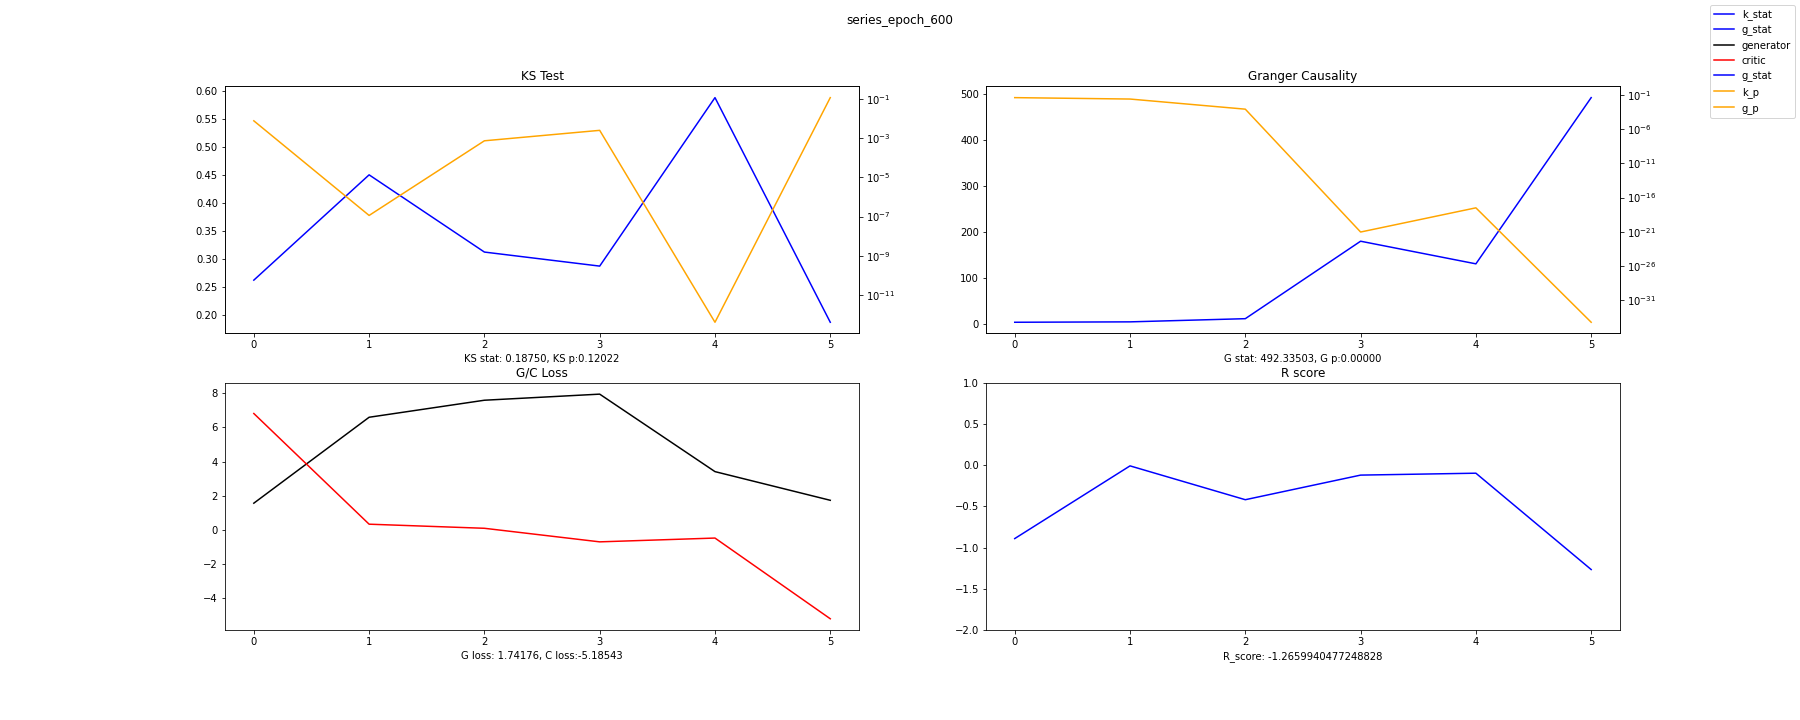 series_epoch_600
k_stat
g_stat
generator
critic
g_stat
k_p
g_p
KS Test
0.60
0.55
0.50
0.45
0.40
0.35
0.30
0.25
0.20
10⁻¹
10⁻³
10⁻⁵
10⁻⁷
10⁻⁹
10⁻¹¹
0 1 2 3 4 5
KS stat: 0.18750, KS p:0.12022
Granger Causality
500
400
300
200
100
0
10⁻¹
10⁻⁶
10⁻¹¹
10⁻¹⁶
10⁻²¹
10⁻²⁶
10⁻³¹
0 1 2 3 4 5
G stat: 492.33503, G p:0.00000
G/C Loss
8
6
4
2
0
−2
−4
0 1 2 3 4 5
G loss: 1.74176, C loss:-5.18543
R score
1.0
0.5
0.0
−0.5
−1.0
−1.5
−2.0
0 1 2 3 4 5
R_score: -1.2659940477248828